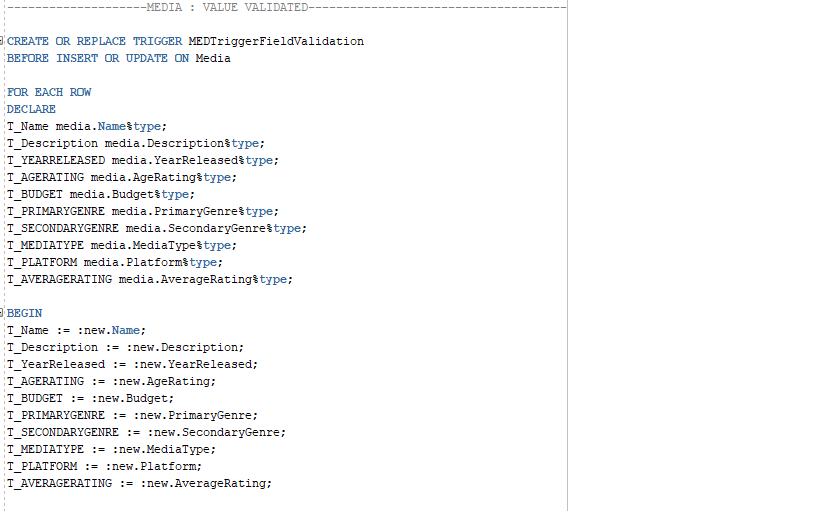 --------------------MEDIA : VALUE VALIDATED-------------------------------------
CREATE OR REPLACE TRIGGER MEDTriggerFieldValidation
BEFORE INSERT OR UPDATE ON Media
FOR EACH ROW
DECLARE
T_Name media.Name%type;
T_Description media.Description%type;
T_YEARRELEASED media.YearReleased%type;
T_AGERATING media.AgeRating%type;
T_BUDGET media.Budget%type;
T_PRIMARYGENRE media.PrimaryGenre%type;
T_SECONDARYGENRE media.SecondaryGenre%type;
T_MEDIATYPE media.MediaType%type;
T_PLATFORM media.Platform%type;
T_AVERAGERATING media.AverageRating%type;
BEGIN
T_Name := :new.Name;
T_Description := :new.Description;
T_YearReleased := :new.YearReleased;
T_AGERATING := :new.AgeRating;
T_BUDGET := :new.Budget;
T_PRIMARYGENRE := :new.PrimaryGenre;
T_SECONDARYGENRE := :new.SecondaryGenre;
T_MEDIATYPE := :new.MediaType;
T_PLATFORM := :new.Platform;
T_AVERAGERATING := :new.AverageRating;